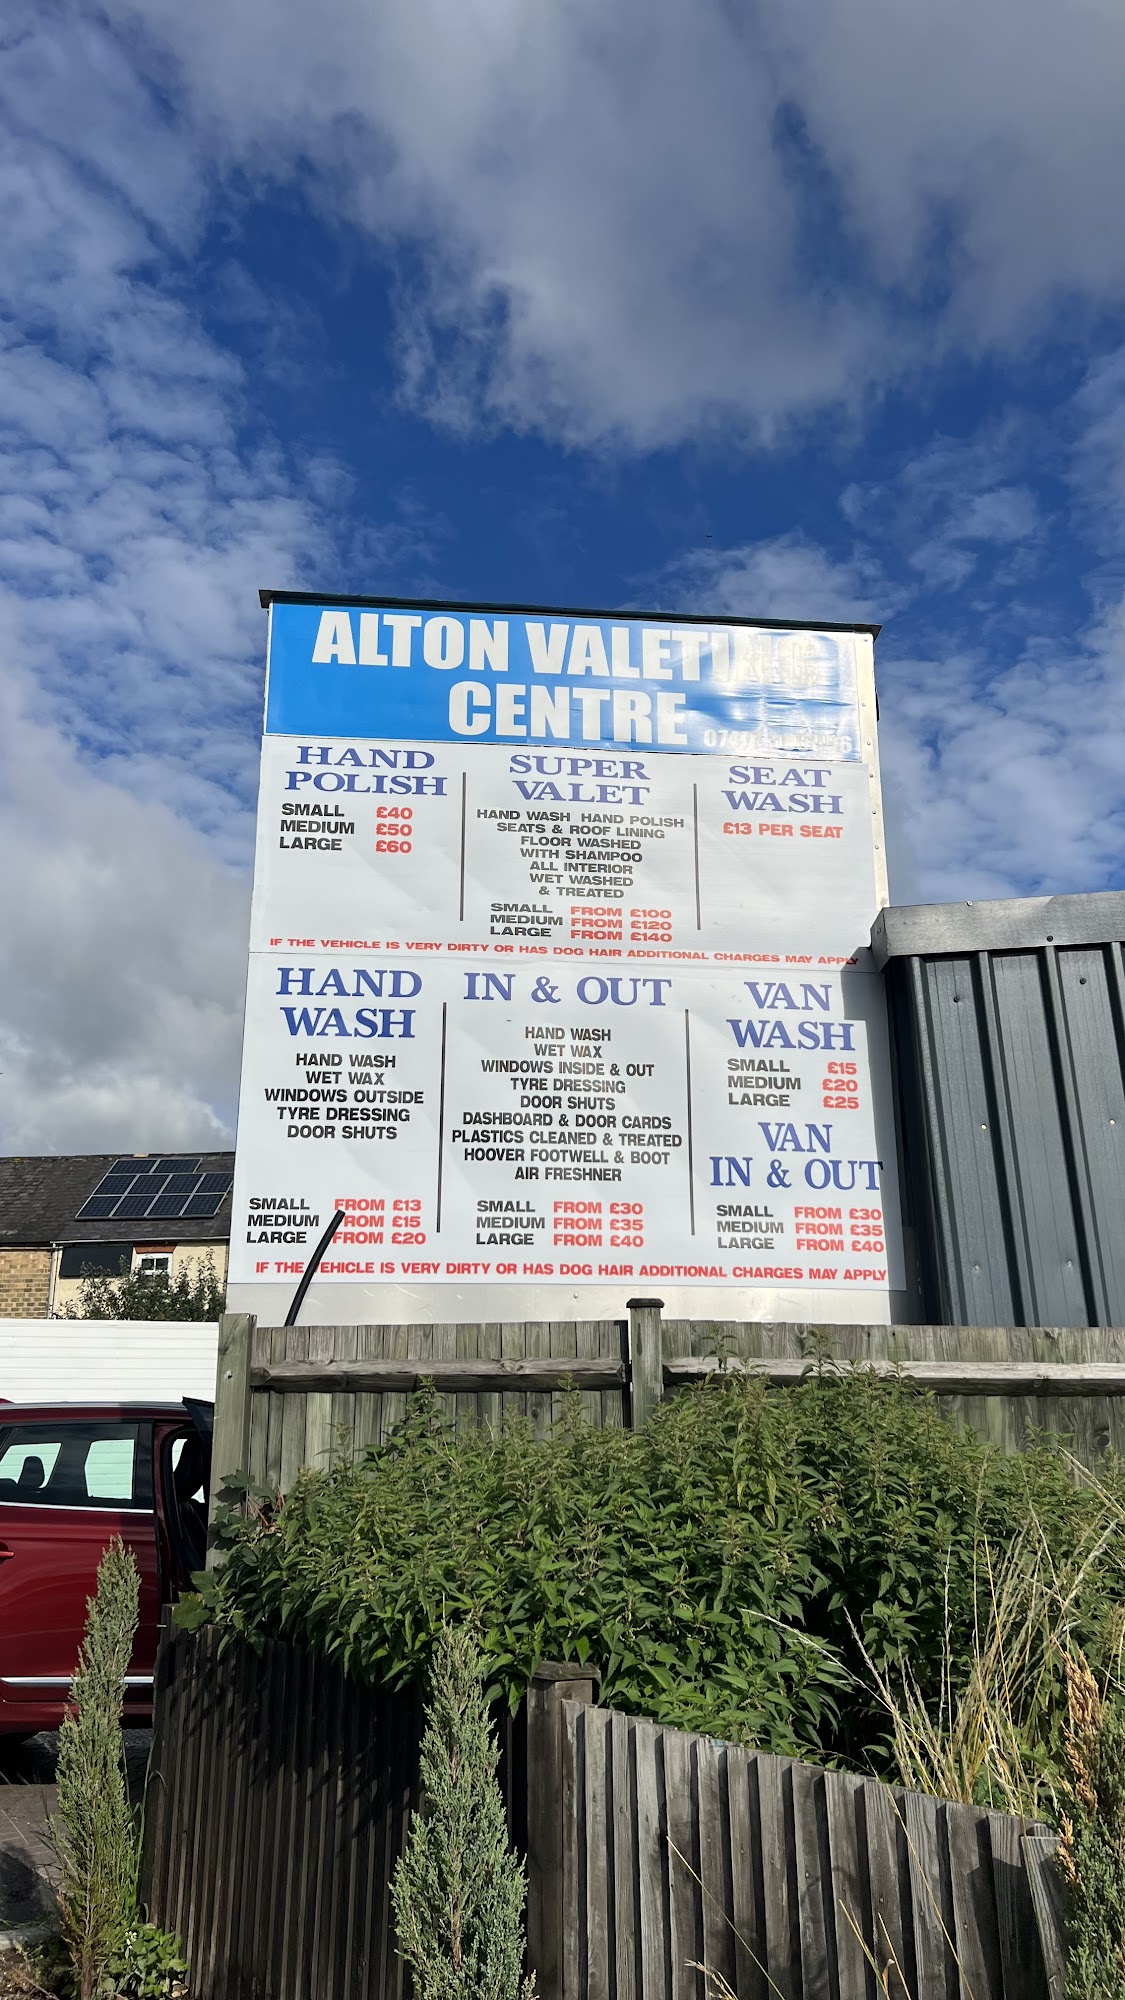 ALTON VALETING
CENTRE
HAND
POLISH
SMALL £40
MEDIUM £50
LARGE £60
SUPER
VALET
HAND WASH HAND POLISH
SEATS & ROOF LINING
FLOOR WASHED
WITH SHAMPOO
ALL INTERIOR
WET WASHED
& TREATED
SMALL FROM £100
MEDIUM FROM £120
LARGE FROM £140
SEAT
WASH
£13 PER SEAT
IF THE VEHICLE IS VERY DIRTY OR HAS DOG HAIR ADDITIONAL CHARGES MAY APPLY
HAND
WASH
HAND WASH
WET WAX
WINDOWS OUTSIDE
TYRE DRESSING
DOOR SHUTS
SMALL FROM £13
MEDIUM FROM £15
LARGE FROM £20
IN & OUT
HAND WASH
WET WAX
WINDOWS INSIDE & OUT
TYRE DRESSING
DOOR SHUTS
DASHBOARD & DOOR CARDS
PLASTICS CLEANED & TREATED
HOOVER FOOTWELL & BOOT
AIR FRESHNER
SMALL FROM £30
MEDIUM FROM £35
LARGE FROM £40
VAN
WASH
SMALL £15
MEDIUM £20
LARGE £25
VAN
IN & OUT
SMALL FROM £30
MEDIUM FROM £35
LARGE FROM £40
IF THE VEHICLE IS VERY DIRTY OR HAS DOG HAIR ADDITIONAL CHARGES MAY APPLY